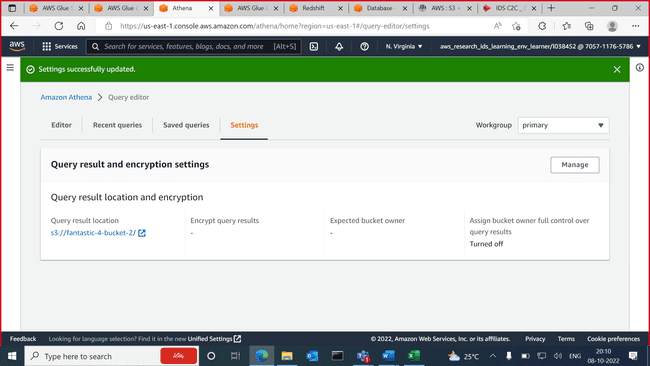 AWS Glue S
AWS Glue
Athena
AWS Glue S
Redshift
Database -
AWS : S3
IDS C2C _
https://us-east-1.console.aws.amazon.com/athena/home?region=us-east-1#/query-editor/settings
aws
Services
Search for services, features, blogs, docs, and more
[Alt+S]
N. Virginia
aws_research_ids_learning_env_learner/I038452 @ 7057-1176-5786
Settings successfully updated.
Amazon Athena
Query editor
Editor
Recent queries
Saved queries
Settings
Workgroup
primary
Query result and encryption settings
Manage
Query result location and encryption
Query result location
s3://fantastic-4-bucket-2/
Encrypt query results
-
Expected bucket owner
-
Assign bucket owner full control over
query results
Turned off
Feedback
Looking for language selection? Find it in the new Unified Settings
© 2022, Amazon Web Services, Inc. or its affiliates.
Privacy
Terms
Cookie preferences
Type here to search
25°C
ENG
20:10
08-10-2022